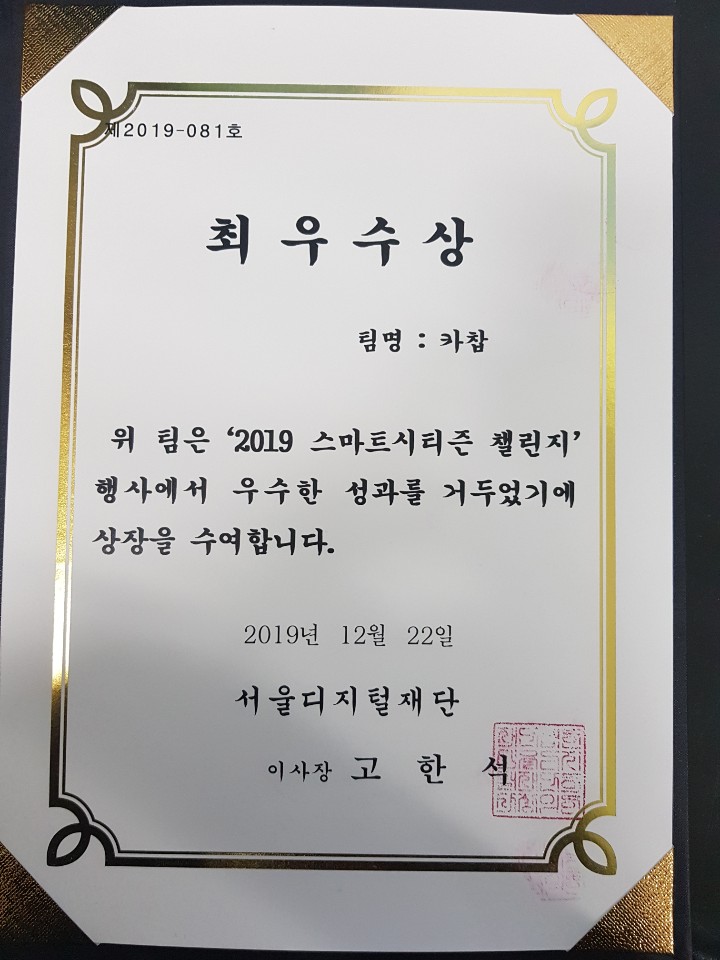 제2019-081호
최우수상
팀명 : 카찹
위 팀은 ‘2019 스마트시티즌 챌린지’
행사에서 우수한 성과를 거두었기에
상장을 수여합니다.
2019년 12월 22일
서울디지털재단
이사장 고한석